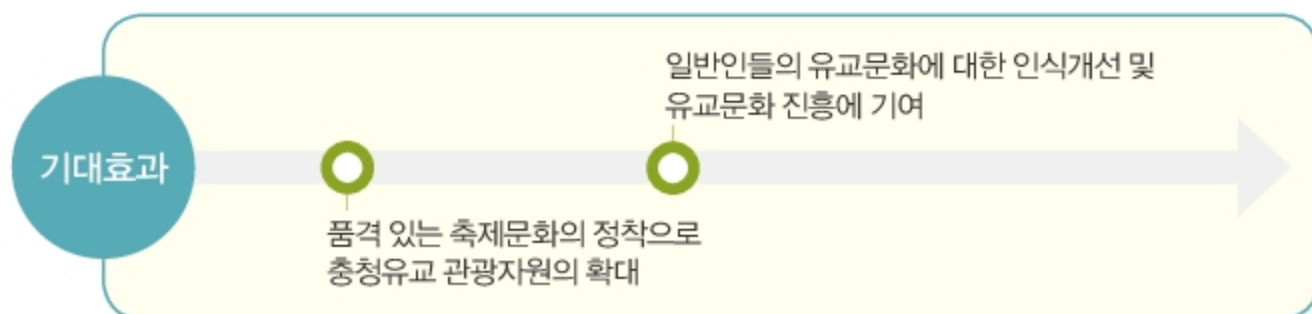 기대효과
일반인들의 유교문화에 대한 인식개선 및
유교문화 진흥에 기여
품격 있는 축제문화의 정착으로
충청유교 관광자원의 확대